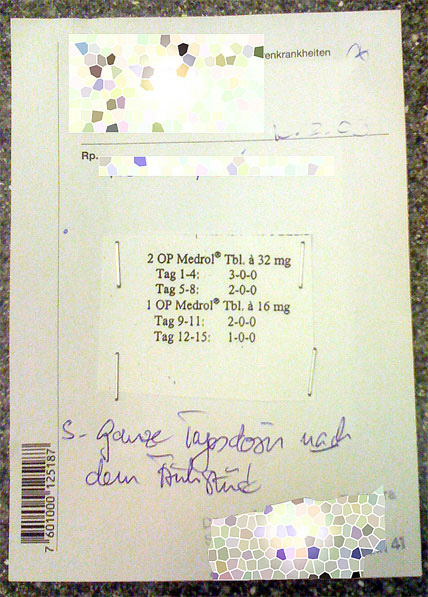 enkrankheiten
Rp.
2 OP Medrol® Tbl. à 32 mg
Tag 1-4: 3-0-0
Tag 5-8: 2-0-0
1 OP Medrol® Tbl. à 16 mg
Tag 9-11: 2-0-0
Tag 12-15: 1-0-0
S- ganze Tagesdosis nach
dem Frühstück
7 601000 125187
41